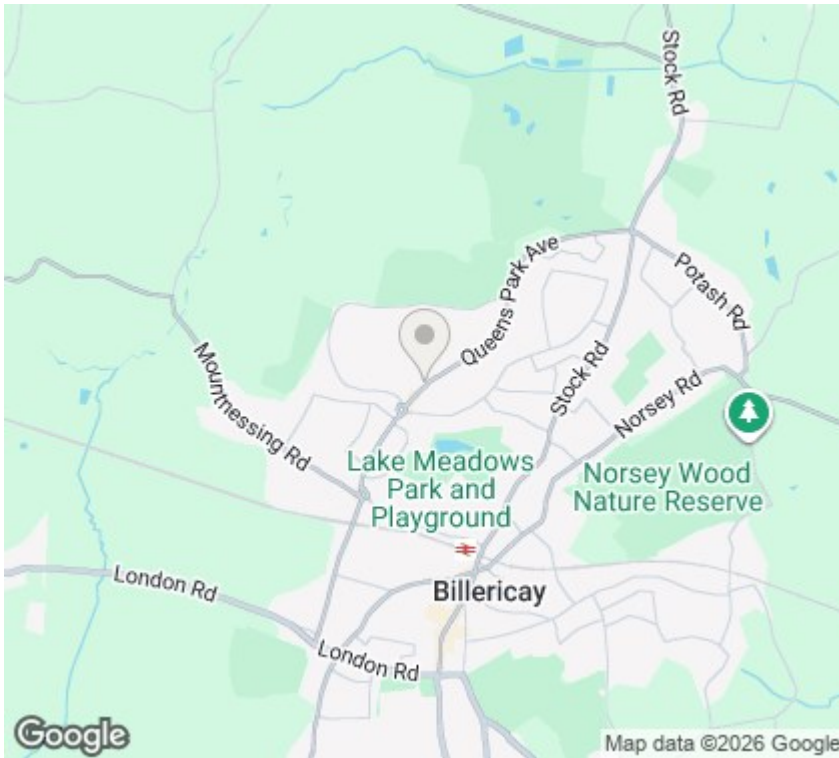 Stock Rd
Queens Park Ave
Potash Rd
Mountnessing Rd
Stock Rd
Norsey Rd
Lake Meadows
Park and
Playground
Norsey Wood
Nature Reserve
London Rd
Billericay
London Rd
Google
Map data ©2026 Google